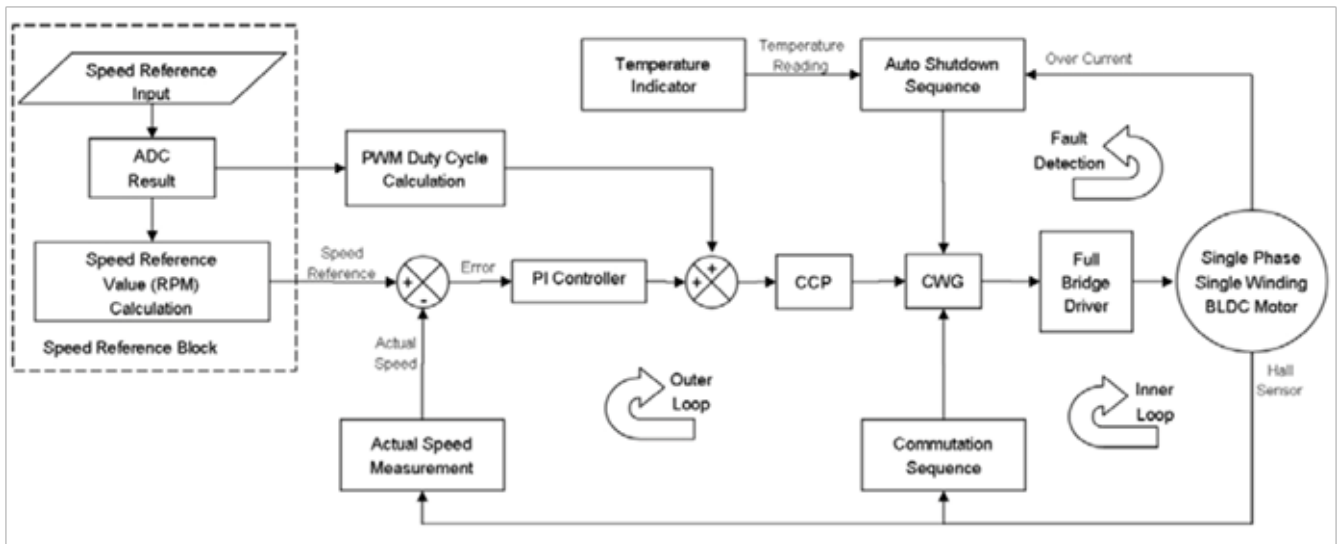 Speed Reference
Input
ADC
Result
Speed Reference
Value (RPM)
Calculation
Speed Reference Block
PWM Duty Cycle
Calculation
Speed
Reference
+
-
Error
PI Controller
Actual
Speed
Actual Speed
Measurement
+
+
Outer
Loop
Temperature
Indicator
Temperature
Reading
Auto Shutdown
Sequence
Over Current
Fault
Detection
CCP
CWG
Full
Bridge
Driver
Single Phase
Single Winding
BLDC Motor
Hall
Sensor
Inner
Loop
Commutation
Sequence